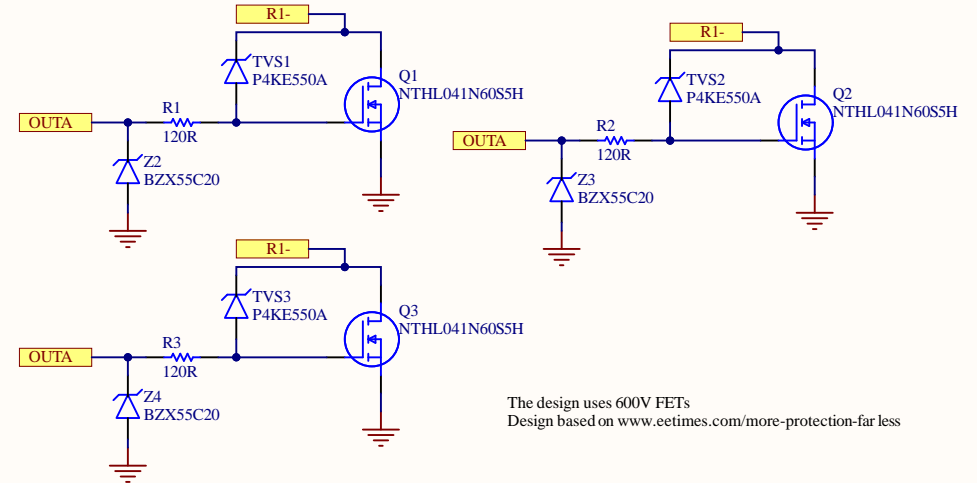 R1-
TVS1
P4KE550A
Q1
NTHL041N60S5H
OUTA
R1
120R
Z2
BZX55C20
R1-
TVS2
P4KE550A
Q2
NTHL041N60S5H
OUTA
R2
120R
Z3
BZX55C20
R1-
TVS3
P4KE550A
Q3
NTHL041N60S5H
OUTA
R3
120R
Z4
BZX55C20
The design uses 600V FETs
Design based on www.eetimes.com/more-protection-far less